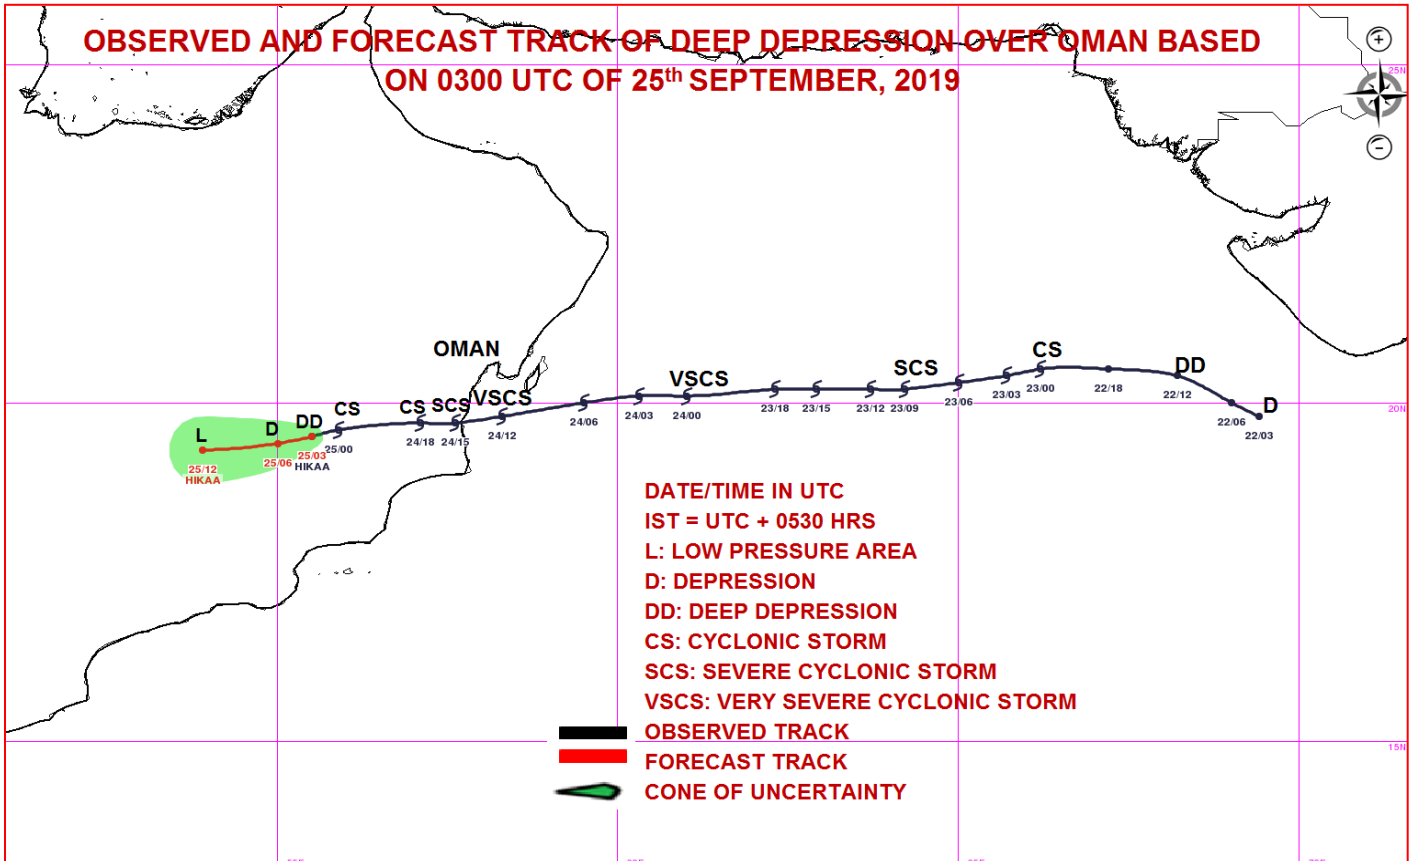 OBSERVED AND FORECAST TRACK OF DEEP DEPRESSION OVER OMAN BASED
ON 0300 UTC OF 25th SEPTEMBER, 2019
+
25N
-
OMAN
CS
SCS
VSCS
DD
D
VSCS
SCS
CS
CS
DD
D
L
20N
22/03
22/06
22/12
22/18
23/00
23/03
23/06
23/09
23/12
23/15
23/18
24/00
24/03
24/06
24/12
24/15
24/18
25/00
25/03
HIKAA
25/06
25/12
HIKAA
DATE/TIME IN UTC
IST = UTC + 0530 HRS
L: LOW PRESSURE AREA
D: DEPRESSION
DD: DEEP DEPRESSION
CS: CYCLONIC STORM
SCS: SEVERE CYCLONIC STORM
VSCS: VERY SEVERE CYCLONIC STORM
OBSERVED TRACK
15N
FORECAST TRACK
CONE OF UNCERTAINTY